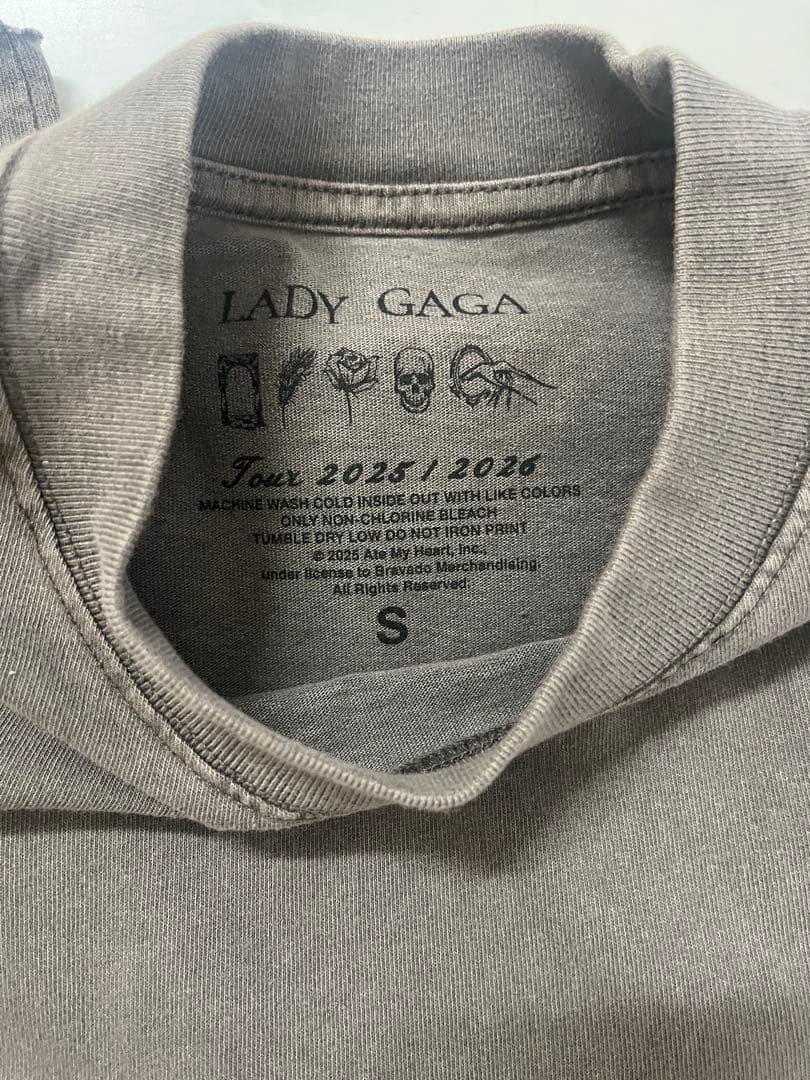 LADY GAGA
Tour 2025 / 2026
MACHINE WASH COLD INSIDE OUT WITH LIKE COLORS
ONLY NON-CHLORINE BLEACH
TUMBLE DRY LOW DO NOT IRON PRINT
© 2025 Ate My Heart, Inc.,
under license to Bravado Merchandising.
All Rights Reserved.
S